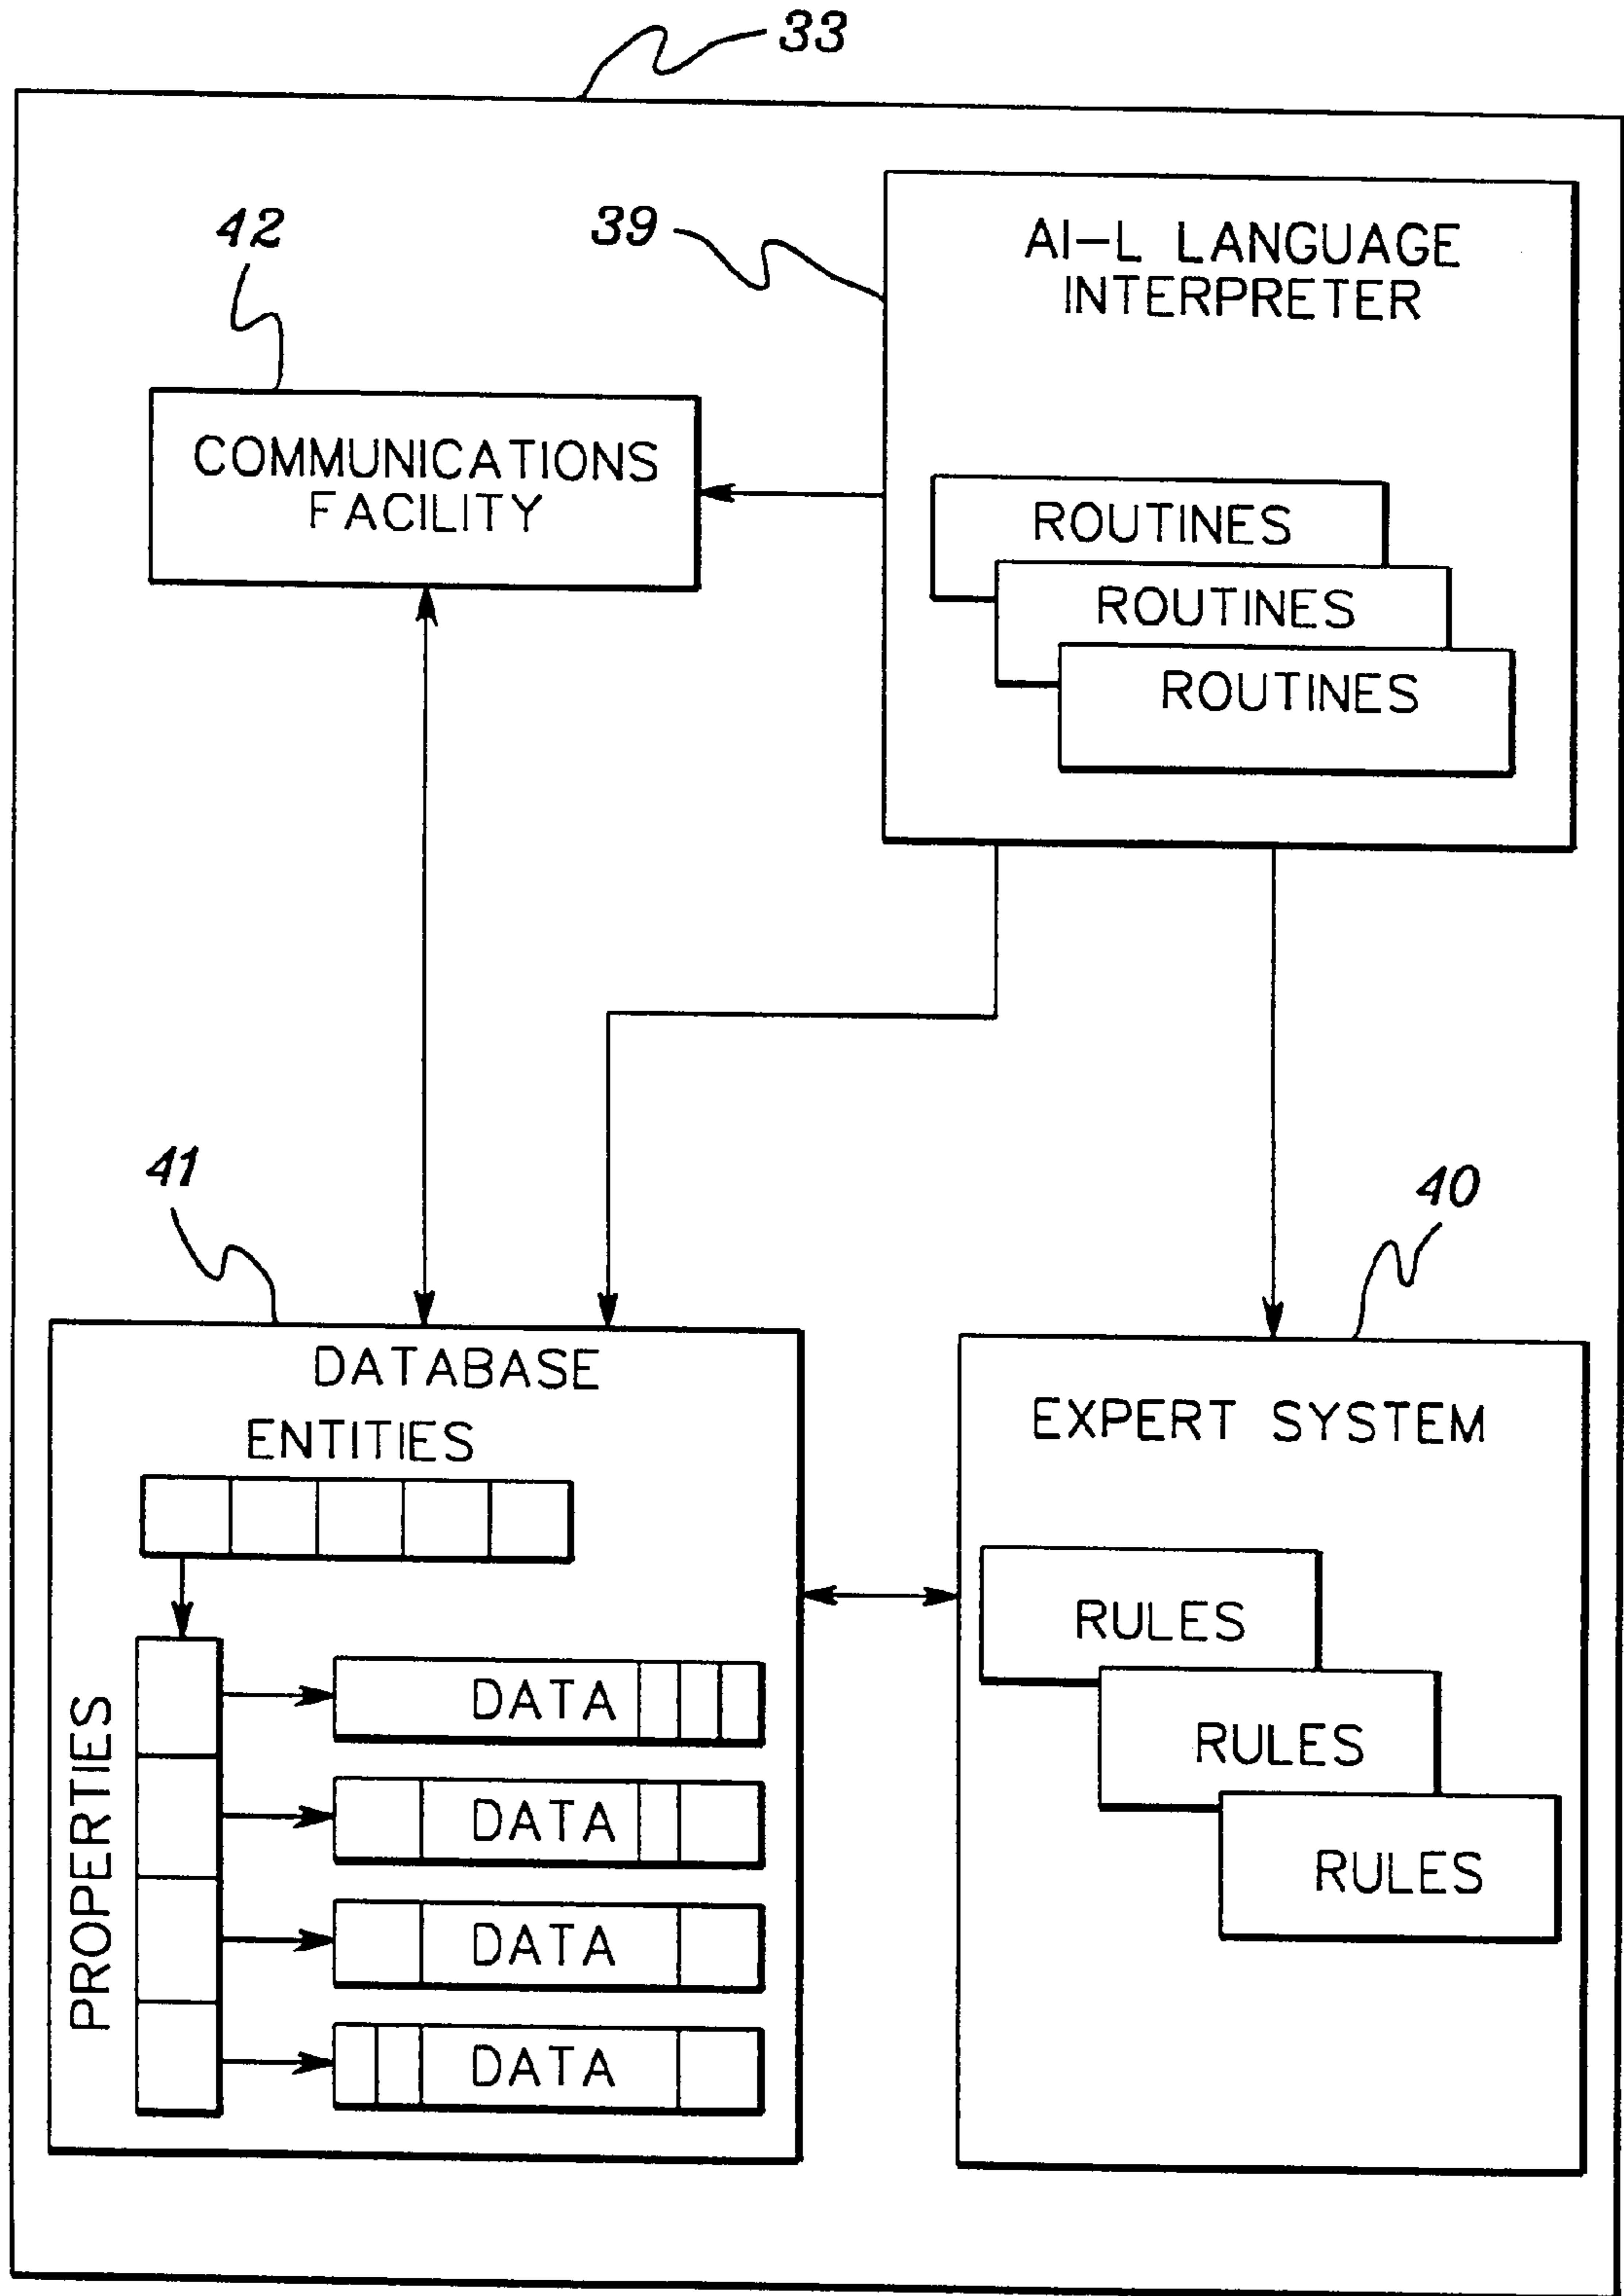 33
39
AI-L LANGUAGE
INTERPRETER
42
COMMUNICATIONS
FACILITY
ROUTINES
ROUTINES
ROUTINES
41
40
DATABASE
ENTITIES
PROPERTIES
DATA
DATA
DATA
DATA
EXPERT SYSTEM
RULES
RULES
RULES